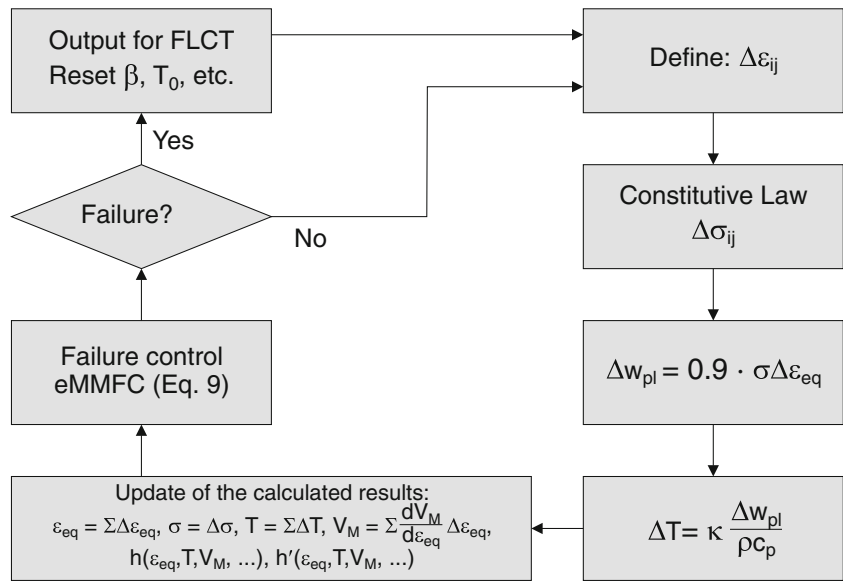 Output for FLCT
Reset β, T₀, etc.
Define: Δεᵢⱼ
Yes
Failure?
No
Constitutive Law
Δσᵢⱼ
Failure control
eMMFC (Eq. 9)
Δw_pl = 0.9 · σΔε_eq
Update of the calculated results:
ε_eq = ΣΔε_eq, σ = Δσ, T = ΣΔT, V_M = Σ dV_M/dε_eq Δε_eq,
h(ε_eq,T,V_M, ...), h′(ε_eq,T,V_M, ...)
ΔT= κ Δw_pl/ρc_p